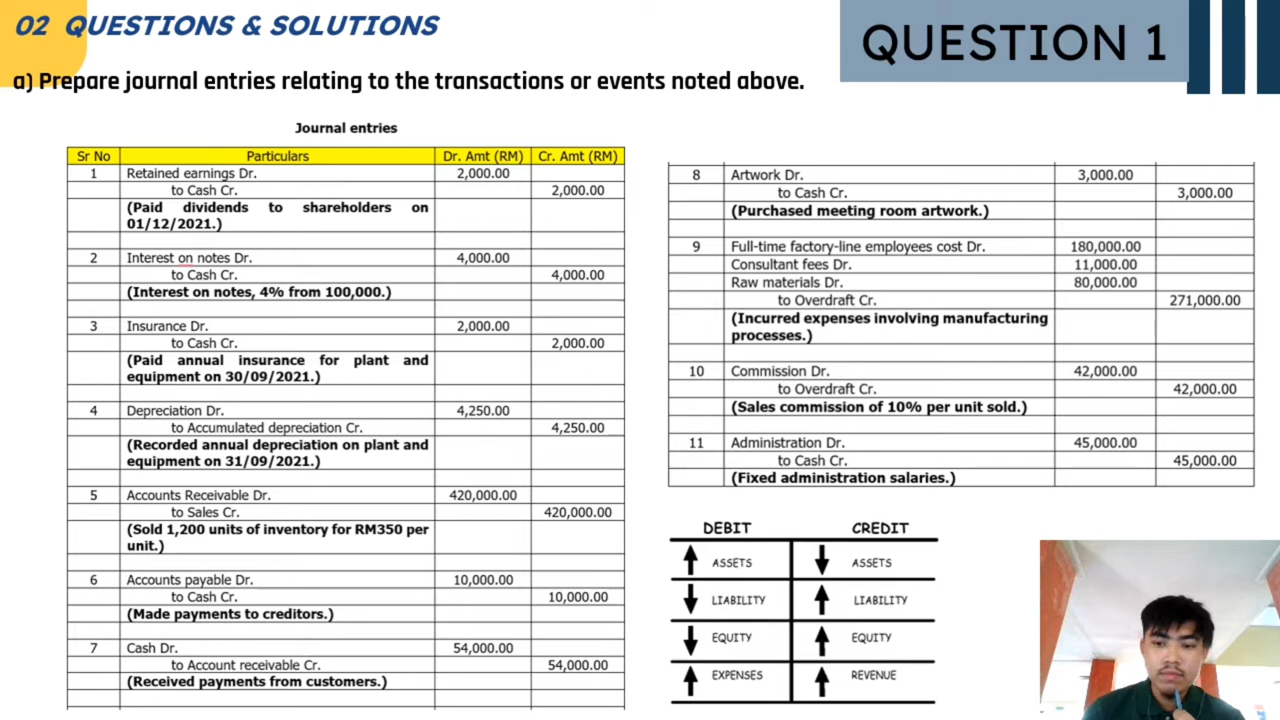 02 QUESTIONS & SOLUTIONS
QUESTION 1
a) Prepare journal entries relating to the transactions or events noted above.
Journal entries
Sr No Particulars Dr. Amt (RM) Cr. Amt (RM)
1 Retained earnings Dr. 2,000.00
to Cash Cr. 2,000.00
(Paid dividends to shareholders on
01/12/2021.)
2 Interest on notes Dr. 4,000.00
to Cash Cr. 4,000.00
(Interest on notes, 4% from 100,000.)
3 Insurance Dr. 2,000.00
to Cash Cr. 2,000.00
(Paid annual insurance for plant and
equipment on 30/09/2021.)
4 Depreciation Dr. 4,250.00
to Accumulated depreciation Cr. 4,250.00
(Recorded annual depreciation on plant and
equipment on 31/09/2021.)
5 Accounts Receivable Dr. 420,000.00
to Sales Cr. 420,000.00
(Sold 1,200 units of inventory for RM350 per
unit.)
6 Accounts payable Dr. 10,000.00
to Cash Cr. 10,000.00
(Made payments to creditors.)
7 Cash Dr. 54,000.00
to Account receivable Cr. 54,000.00
(Received payments from customers.)
8 Artwork Dr. 3,000.00
to Cash Cr. 3,000.00
(Purchased meeting room artwork.)
9 Full-time factory-line employees cost Dr. 180,000.00
Consultant fees Dr. 11,000.00
Raw materials Dr. 80,000.00
to Overdraft Cr. 271,000.00
(Incurred expenses involving manufacturing
processes.)
10 Commission Dr. 42,000.00
to Overdraft Cr. 42,000.00
(Sales commission of 10% per unit sold.)
11 Administration Dr. 45,000.00
to Cash Cr. 45,000.00
(Fixed administration salaries.)
DEBIT CREDIT
ASSETS ASSETS
LIABILITY LIABILITY
EQUITY EQUITY
EXPENSES REVENUE